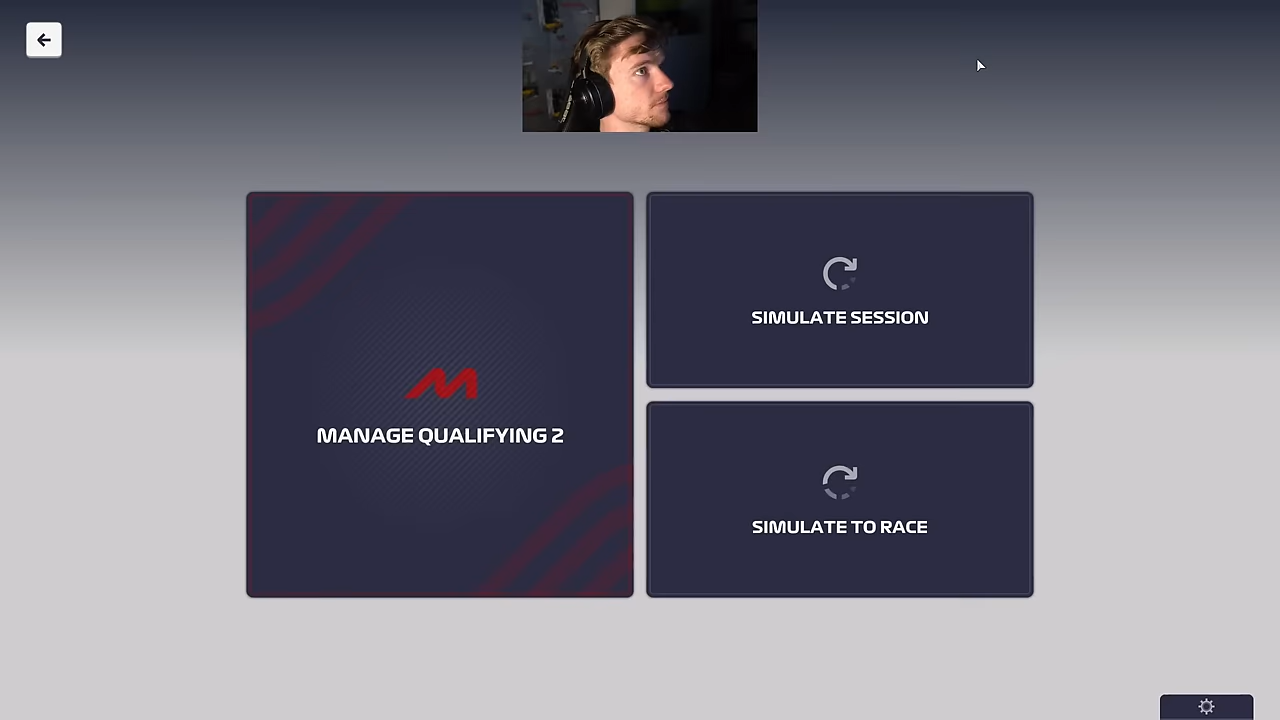 MANAGE QUALIFYING 2
SIMULATE SESSION
SIMULATE TO RACE